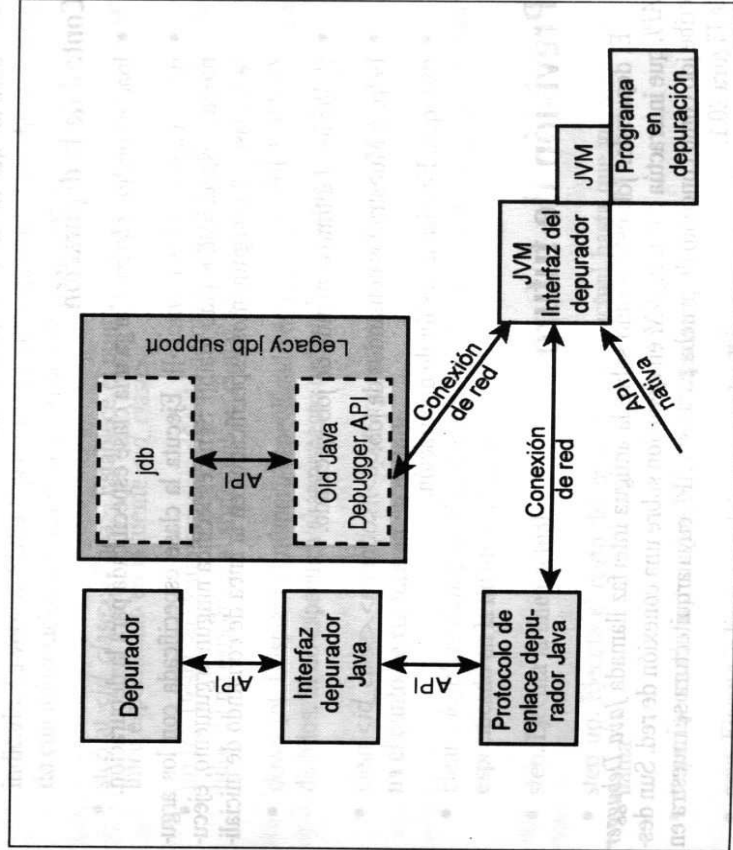 Depurador
API
Interfaz
depurador
Java
API
Protocolo de
enlace depu-
rador Java
jdb
API
Old Java
Debugger API
Legacy jdb support
Conexión
de red
Conexión
de red
API
nativa
JVM
Interfaz del
depurador
JVM
Programa
en
depuración